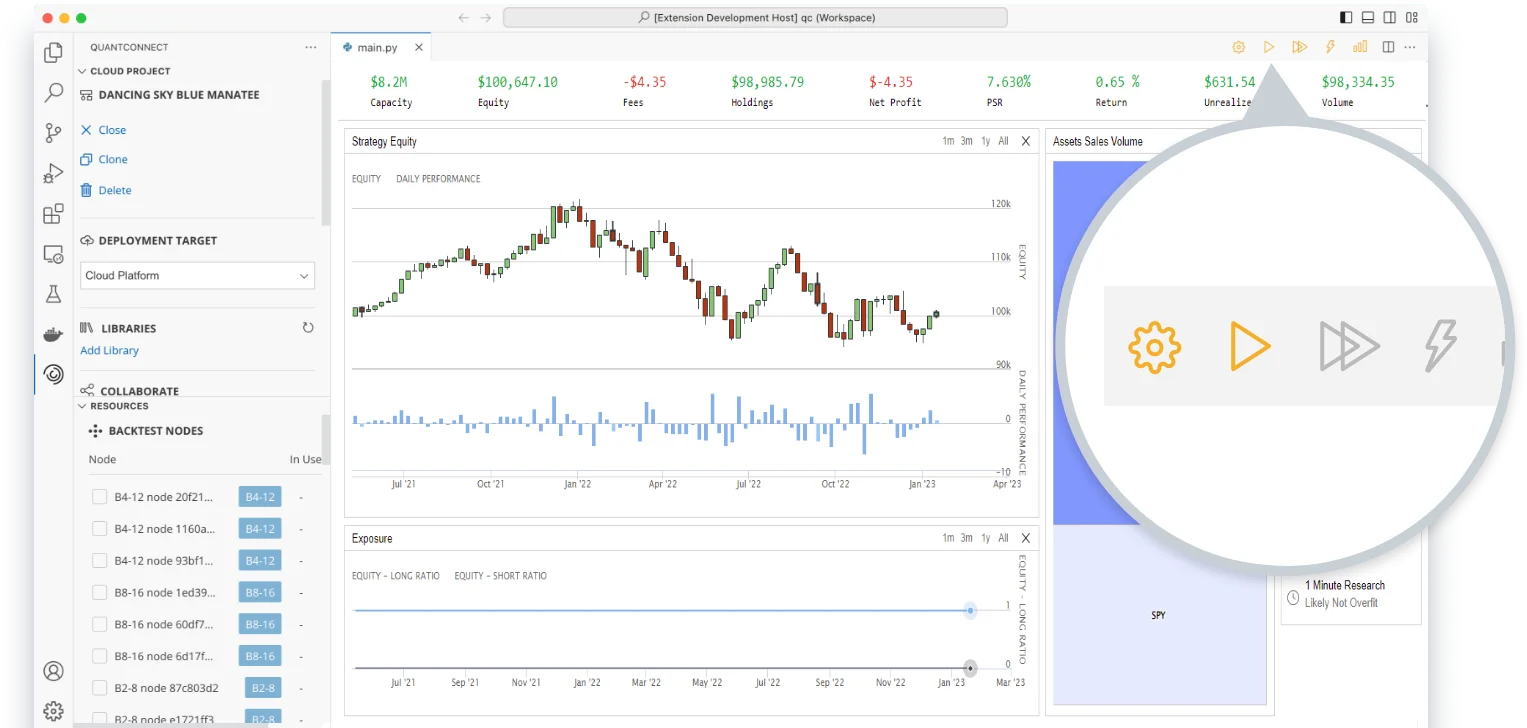 [Extension Development Host] qc (Workspace)
QUANTCONNECT
CLOUD PROJECT
DANCING SKY BLUE MANATEE
Close
Clone
Delete
DEPLOYMENT TARGET
Cloud Platform
LIBRARIES
Add Library
COLLABORATE
RESOURCES
BACKTEST NODES
Node In Use
B4-12 node 20f21... B4-12 -
B4-12 node 1160a... B4-12 -
B4-12 node 93bf1... B4-12 -
B8-16 node 1ed39... B8-16 -
B8-16 node 60df7... B8-16 -
B8-16 node 6d17f... B8-16 -
B2-8 node 87c803d2 B2-8 -
B2-8 node e1721ff3 B2-8 -
main.py
$8.2M $100,647.10 -$4.35 $98,985.79 $-4.35 7.630% 0.65 % $631.54 $98,334.35
Capacity Equity Fees Holdings Net Profit PSR Return Unrealize Volume
Strategy Equity 1m 3m 1y All
EQUITY DAILY PERFORMANCE
120k
110k
100k
90k
EQUITY
0
-10
DAILY PERFORMANCE
Jul '21 Oct '21 Jan '22 Apr '22 Jul '22 Oct '22 Jan '23 Apr '23
Exposure 1m 3m 1y All
EQUITY - LONG RATIO EQUITY - SHORT RATIO
1
0
EQUITY - LONG RATIO
Jul '21 Sep '21 Nov '21 Jan '22 Mar '22 May '22 Jul '22 Sep '22 Nov '22 Jan '23 Mar '23
Assets Sales Volume
SPY
1 Minute Research
Likely Not Overfit